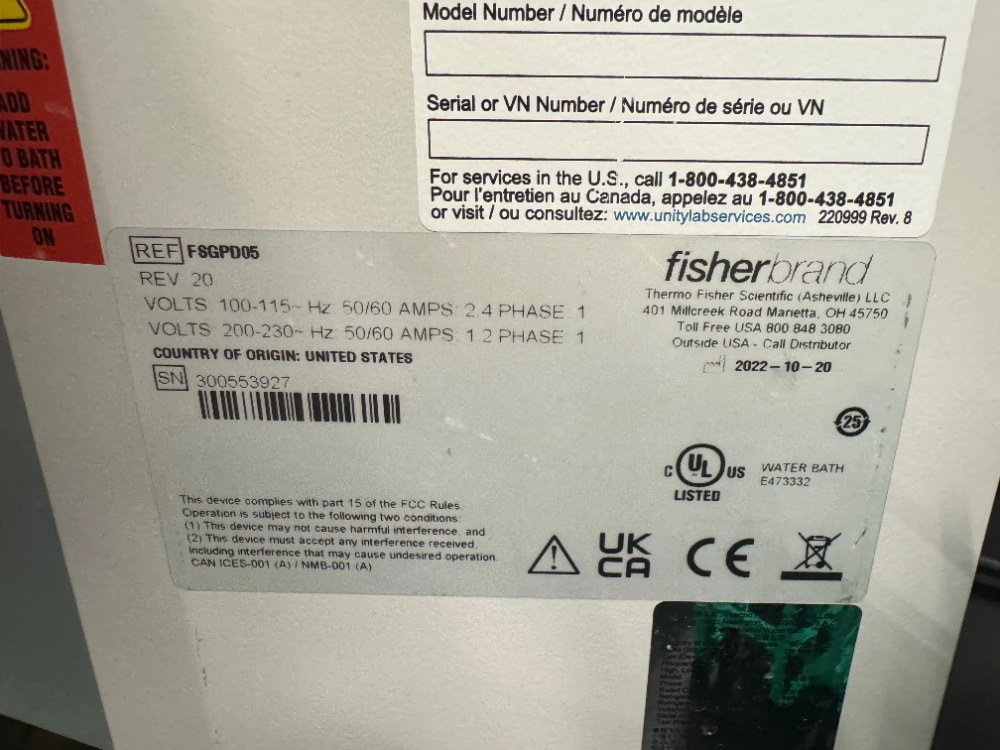 NING:
ADD
WATER
O BATH
BEFORE
TURNING
ON
Model Number / Numéro de modèle
Serial or VN Number / Numéro de série ou VN
For services in the U.S., call 1-800-438-4851
Pour l'entretien au Canada, appelez au 1-800-438-4851
or visit / ou consultez: www.unitylabservices.com 220999 Rev. 8
REF FSGPD05
REV 20
VOLTS 100-115~ Hz: 50/60 AMPS: 2.4 PHASE 1
VOLTS: 200-230~ Hz: 50/60 AMPS: 1.2 PHASE 1
COUNTRY OF ORIGIN: UNITED STATES
SN 300553927
fisherbrand
Thermo Fisher Scientific (Asheville) LLC
401 Millcreek Road Marietta, OH 45750
Toll Free USA 800 848 3080
Outside USA - Call Distributor
2022-10-20
25
C UL US
LISTED
WATER BATH
E473332
This device complies with part 15 of the FCC Rules.
Operation is subject to the following two conditions:
(1) This device may not cause harmful interference, and
(2) This device must accept any interference received,
including interference that may cause undesired operation.
CAN ICES-001 (A) / NMB-001 (A)
UK
CA
CE